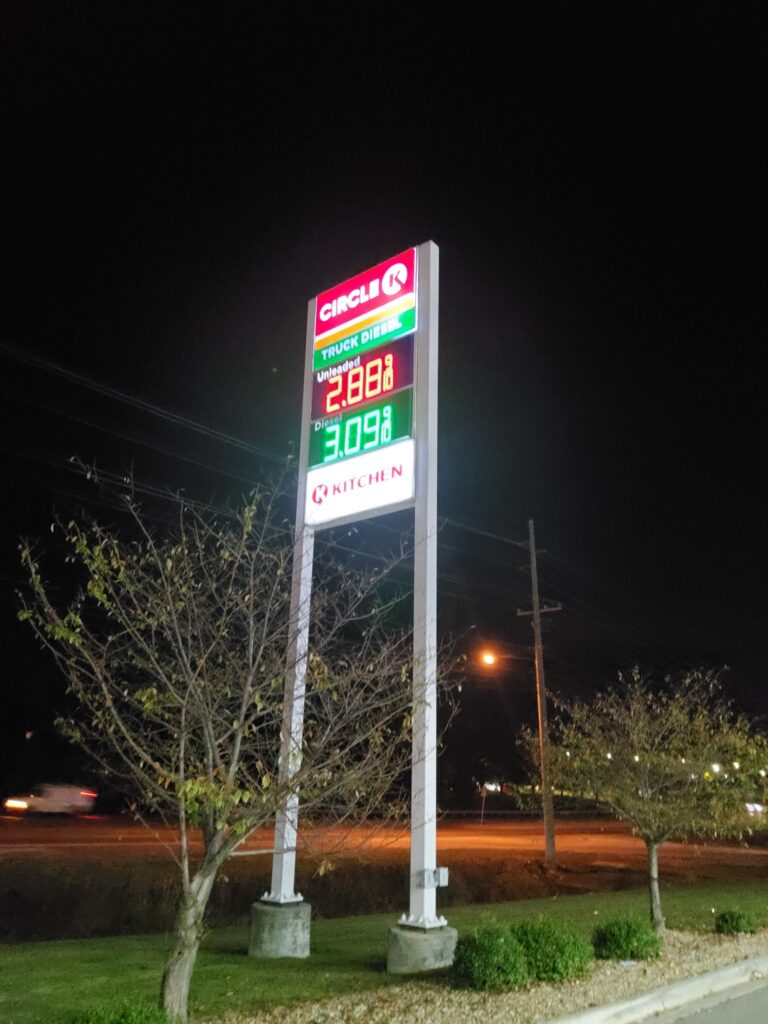 CIRCLE K
TRUCK DIESEL
Unleaded
2.88 9/10
Diesel
3.09 9/10
K KITCHEN